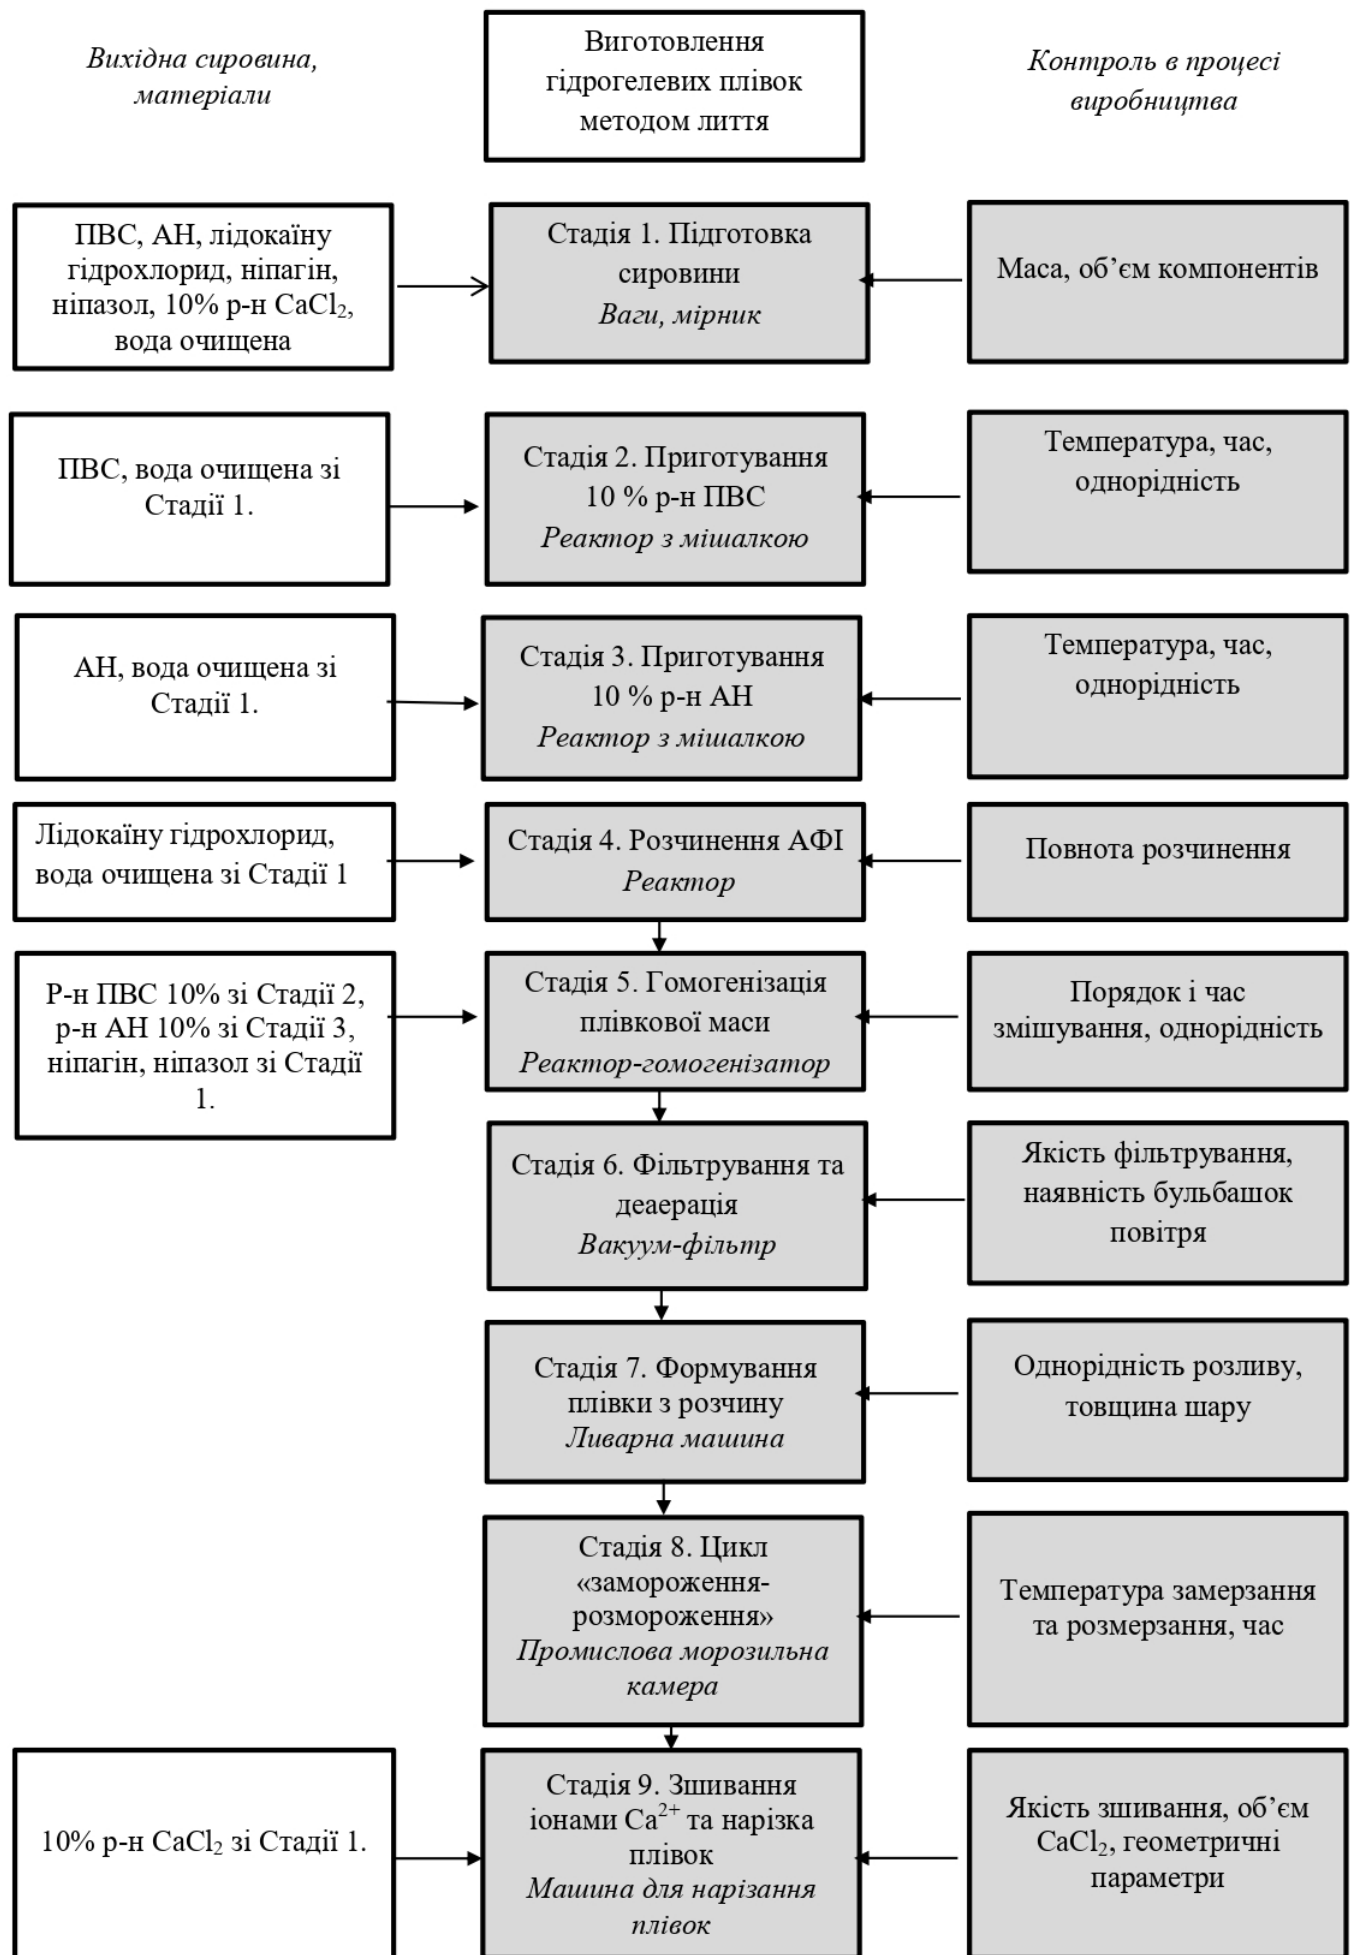 Вихідна сировина,
матеріали
Виготовлення
гідрогелевих плівок
методом лиття
Контроль в процесі
виробництва
ПВС, АН, лідокаїну
гідрохлорид, ніпагін,
ніпазол, 10% р-н CaCl₂,
вода очищена
Стадія 1. Підготовка
сировини
Ваги, мірник
Маса, об’єм компонентів
ПВС, вода очищена зі
Стадії 1.
Стадія 2. Приготування
10 % р-н ПВС
Реактор з мішалкою
Температура, час,
однорідність
АН, вода очищена зі
Стадії 1.
Стадія 3. Приготування
10 % р-н АН
Реактор з мішалкою
Температура, час,
однорідність
Лідокаїну гідрохлорид,
вода очищена зі Стадії 1
Стадія 4. Розчинення АФІ
Реактор
Повнота розчинення
Р-н ПВС 10% зі Стадії 2,
р-н АН 10% зі Стадії 3,
ніпагін, ніпазол зі Стадії
1.
Стадія 5. Гомогенізація
плівкової маси
Реактор-гомогенізатор
Порядок і час
змішування, однорідність
Стадія 6. Фільтрування та
деаерація
Вакуум-фільтр
Якість фільтрування,
наявність бульбашок
повітря
Стадія 7. Формування
плівки з розчину
Ливарна машина
Однорідність розливу,
товщина шару
Стадія 8. Цикл
«замороження-
розмороження»
Промислова морозильна
камера
Температура замерзання
та розмерзання, час
10% р-н CaCl₂ зі Стадії 1.
Стадія 9. Зшивання
іонами Ca²⁺ та нарізка
плівок
Машина для нарізання
плівок
Якість зшивання, об’єм
CaCl₂, геометричні
параметри